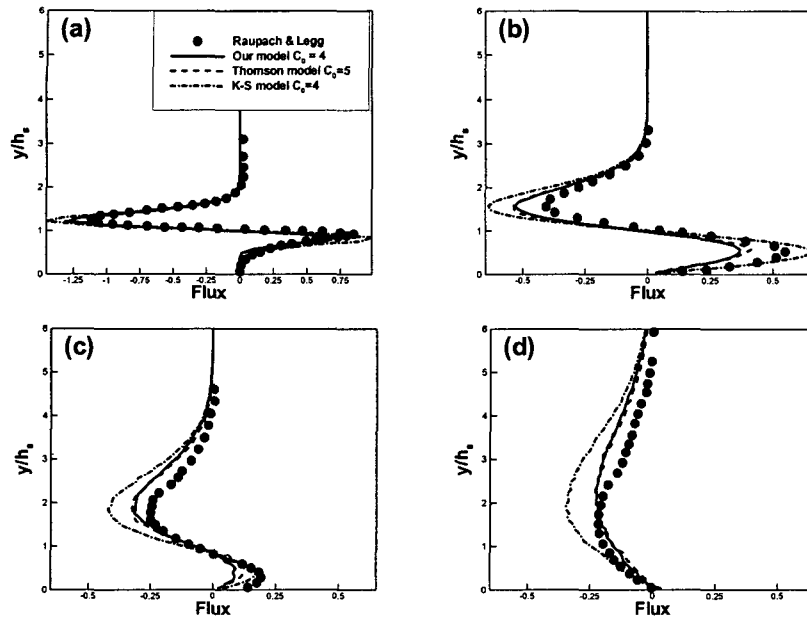 (a)
Raupach & Legg
Our model C₀ = 4
Thomson model C₀=5
K-S model C₀=4
y/hₛ
6
5
4
3
2
1
0
-1.25 -1 -0.75 -0.5 -0.25 0 0.25 0.5 0.75
Flux
(b)
y/hₛ
6
5
4
3
2
1
0
-0.5 -0.25 0 0.25 0.5
Flux
(c)
y/hₛ
6
5
4
3
2
1
0
-0.5 -0.25 0 0.25 0.5
Flux
(d)
y/hₛ
6
5
4
3
2
1
0
-0.5 -0.25 0 0.25 0.5
Flux